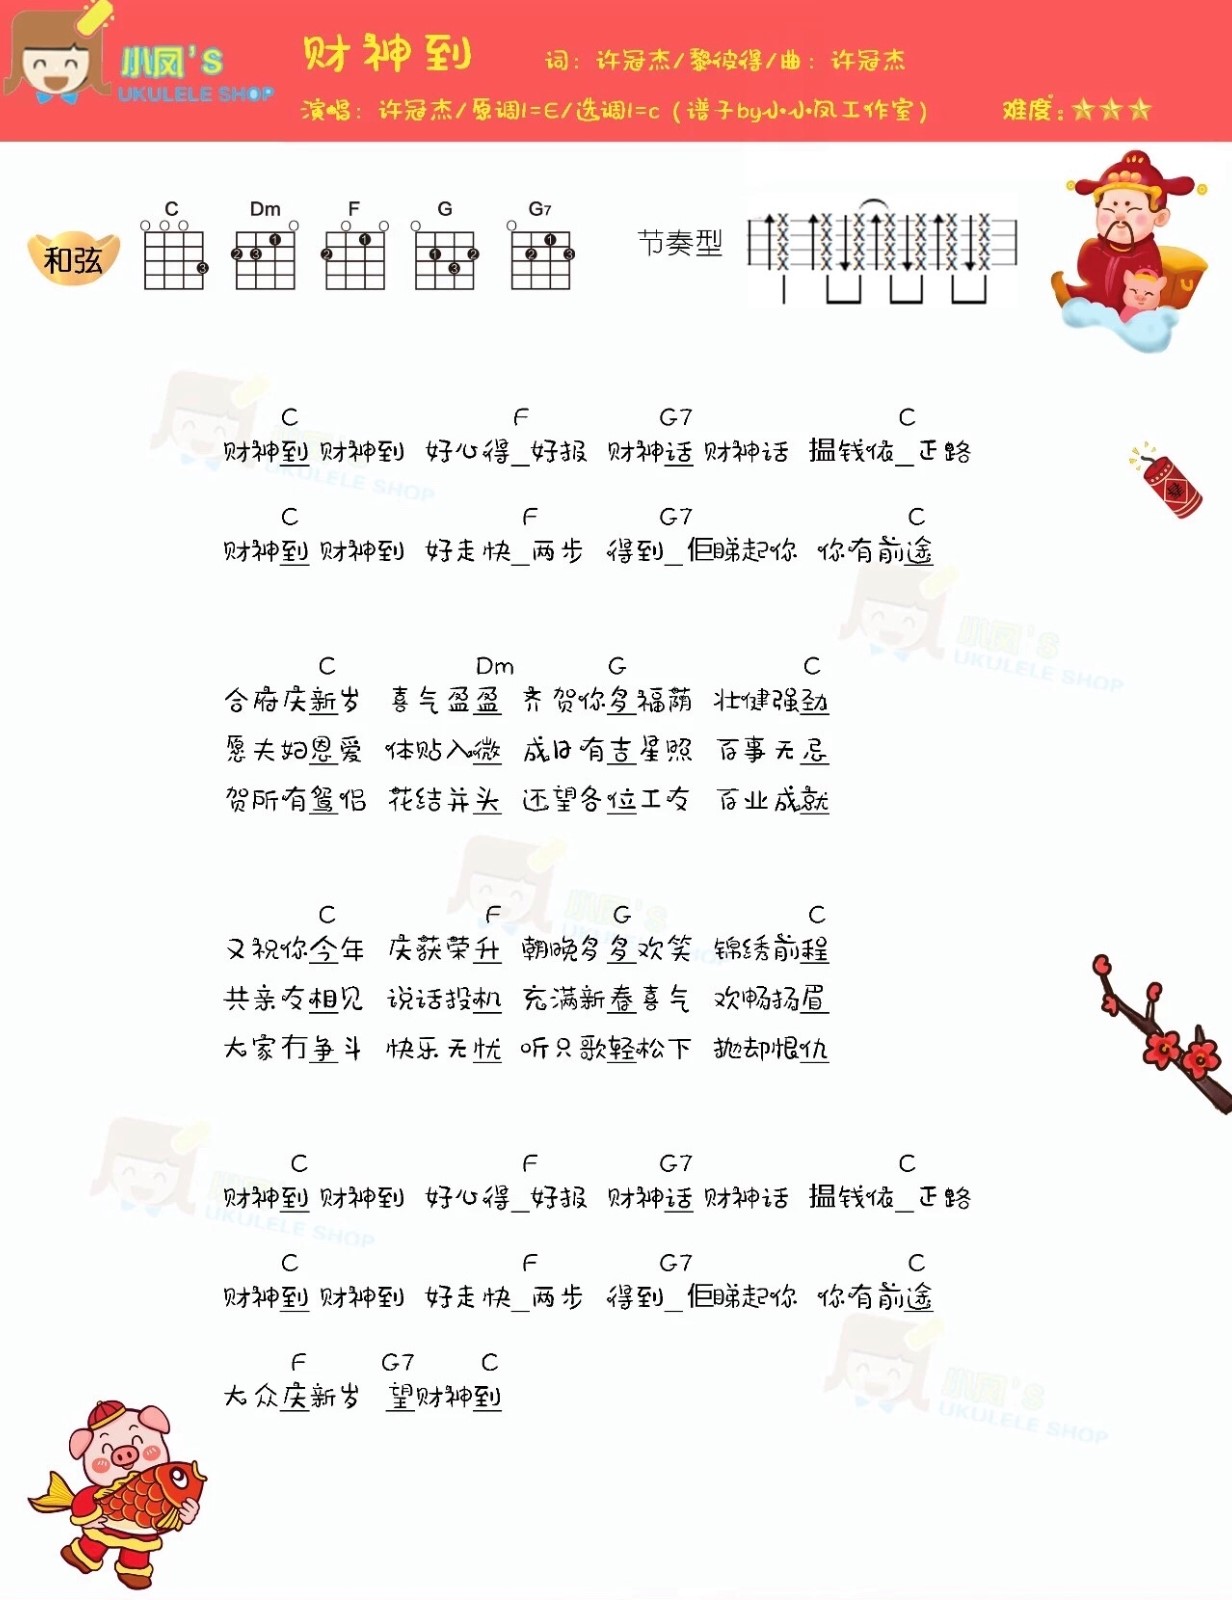 小凤's
UKULELE SHOP
财神到 词：许冠杰/黎彼得/曲：许冠杰
演唱：许冠杰/原调1=E/选调1=c（谱子by小小凤工作室） 难度：
和弦 C Dm F G G7 节奏型
C F G7 C
财神到 财神到 好心得_好报 财神话 财神话 揾钱依_正路
C F G7 C
财神到 财神到 好走快_两步 得到_佢睇起你 你有前途
C Dm G C
合府庆新岁 喜气盈盈 齐贺你多福荫 壮健强劲
愿夫妇恩爱 体贴入微 成日有吉星照 百事无忌
贺所有鸳侣 花结并头 还望各位工友 百业成就
C F G C
又祝你今年 庆获荣升 朝晚多多欢笑 锦绣前程
共亲友相见 说话投机 充满新春喜气 欢畅扬眉
大家冇争斗 快乐无忧 听只歌轻松下 抛却恨仇
C F G7 C
财神到 财神到 好心得_好报 财神话 财神话 揾钱依_正路
C F G7 C
财神到 财神到 好走快_两步 得到_佢睇起你 你有前途
F G7 C
大众庆新岁 望财神到